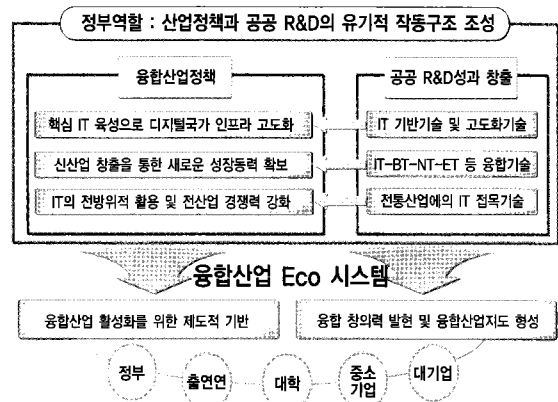 정부역할 : 산업정책과 공공 R&D의 유기적 작동구조 조성
융합산업정책
핵심 IT 육성으로 디지털국가 인프라 고도화
신산업 창출을 통한 새로운 성장동력 확보
IT의 전방위적 활용 및 전산업 경쟁력 강화
공공 R&D성과 창출
IT 기반기술 및 고도화기술
IT-BT-NT-ET 등 융합기술
전통산업에의 IT 접목기술
융합산업 Eco 시스템
융합산업 활성화를 위한 제도적 기반
융합 창의력 발현 및 융합산업지도 형성
정부
출연연
대학
중소
기업
대기업